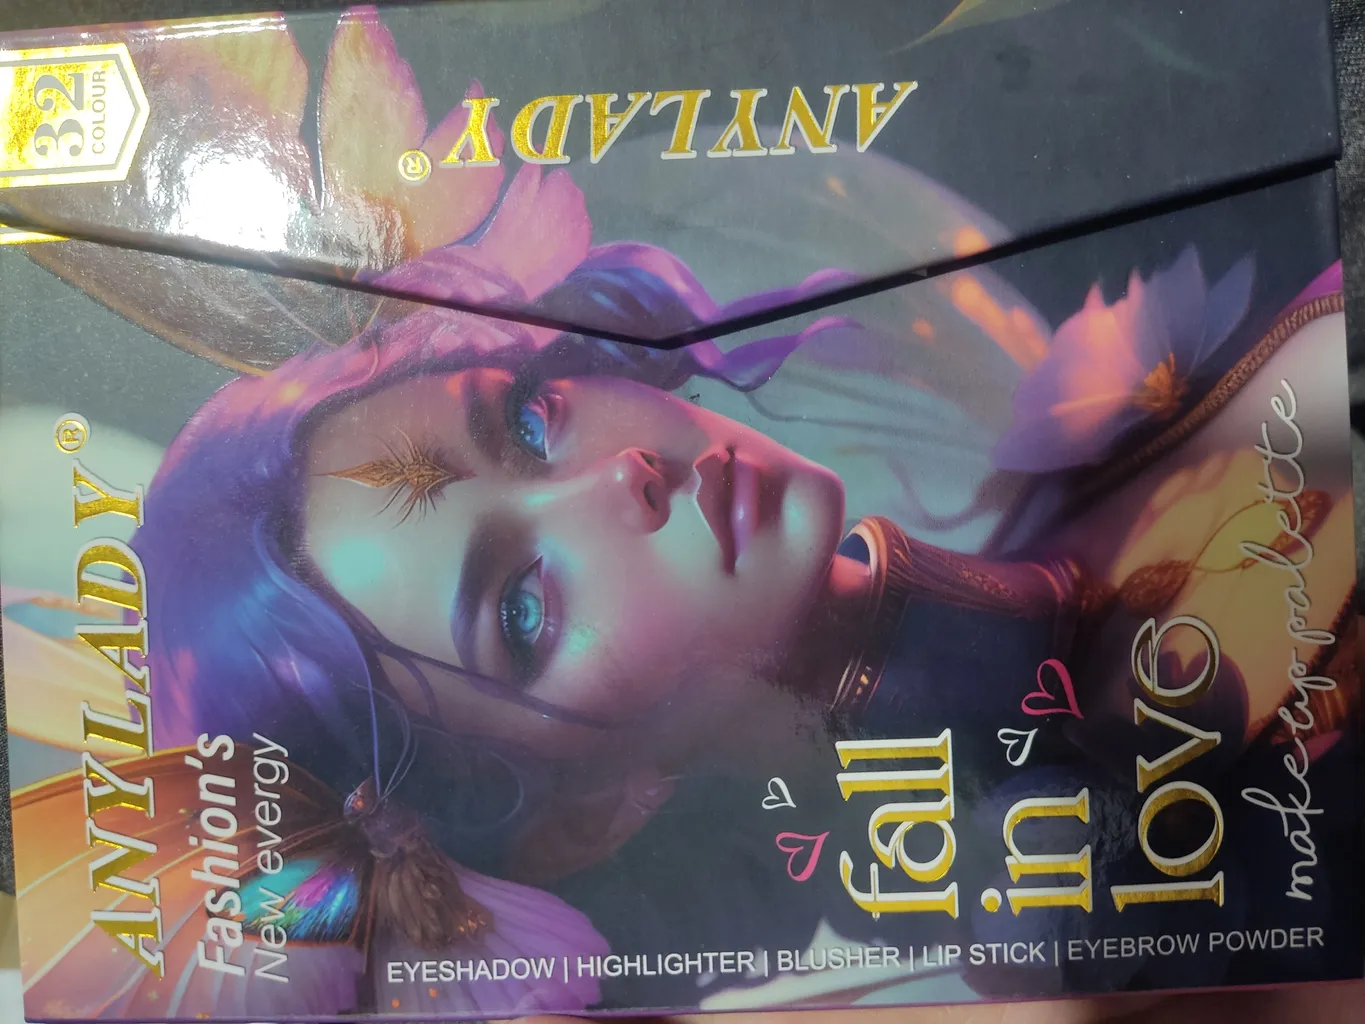 32
COLOUR
ANYLADY®
ANYLADY®
Fashion's
New evergy
fall
in
love
makeup palette
EYESHADOW | HIGHLIGHTER | BLUSHER | LIP STICK | EYEBROW POWDER